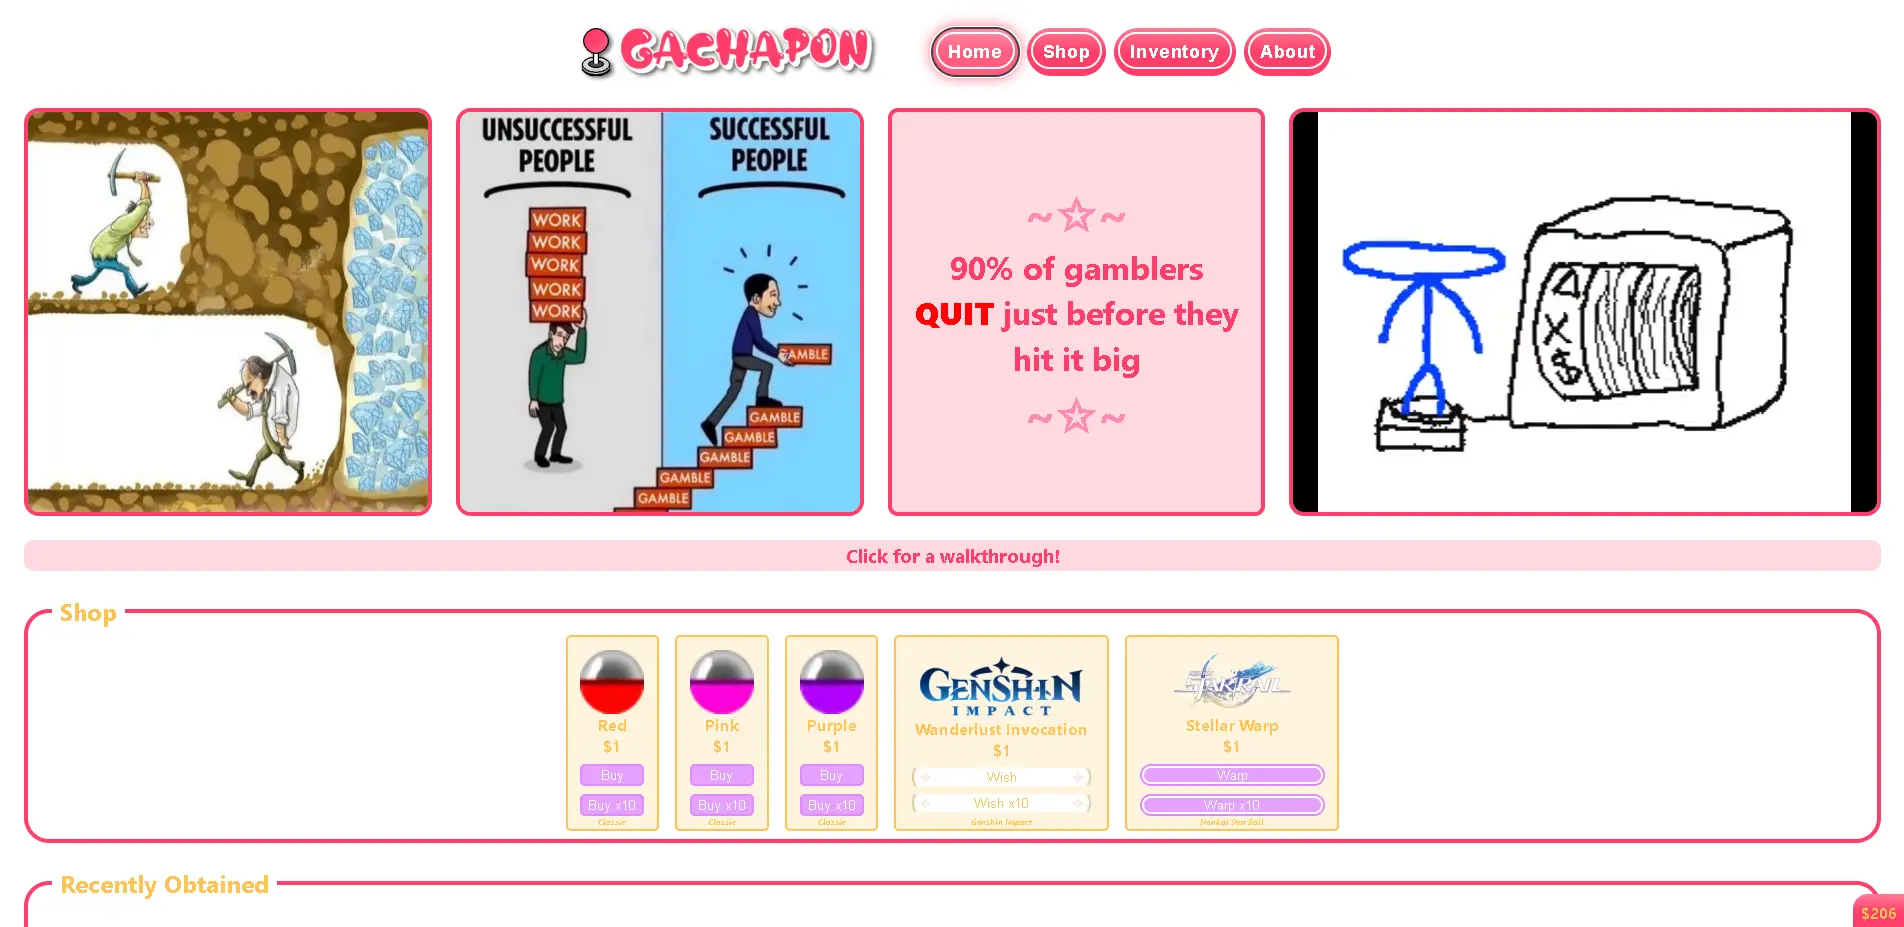 GACHAPON
Home
Shop
Inventory
About
UNSUCCESSFUL
PEOPLE
WORK
WORK
WORK
WORK
WORK
SUCCESSFUL
PEOPLE
GAMBLE
GAMBLE
GAMBLE
GAMBLE
GAMBLE
GAMBLE
~☆~
90% of gamblers
QUIT just before they
hit it big
~☆~
4
X
$
Click for a walkthrough!
Shop
Red
$1
Buy
Buy x10
Classic
Pink
$1
Buy
Buy x10
Classic
Purple
$1
Buy
Buy x10
Classic
GENSHIN
IMPACT
Wanderlust Invocation
$1
Wish
Wish x10
Genshin Impact
STAR RAIL
Stellar Warp
$1
Warp
Warp x10
Honkai Star Rail
Recently Obtained
$206